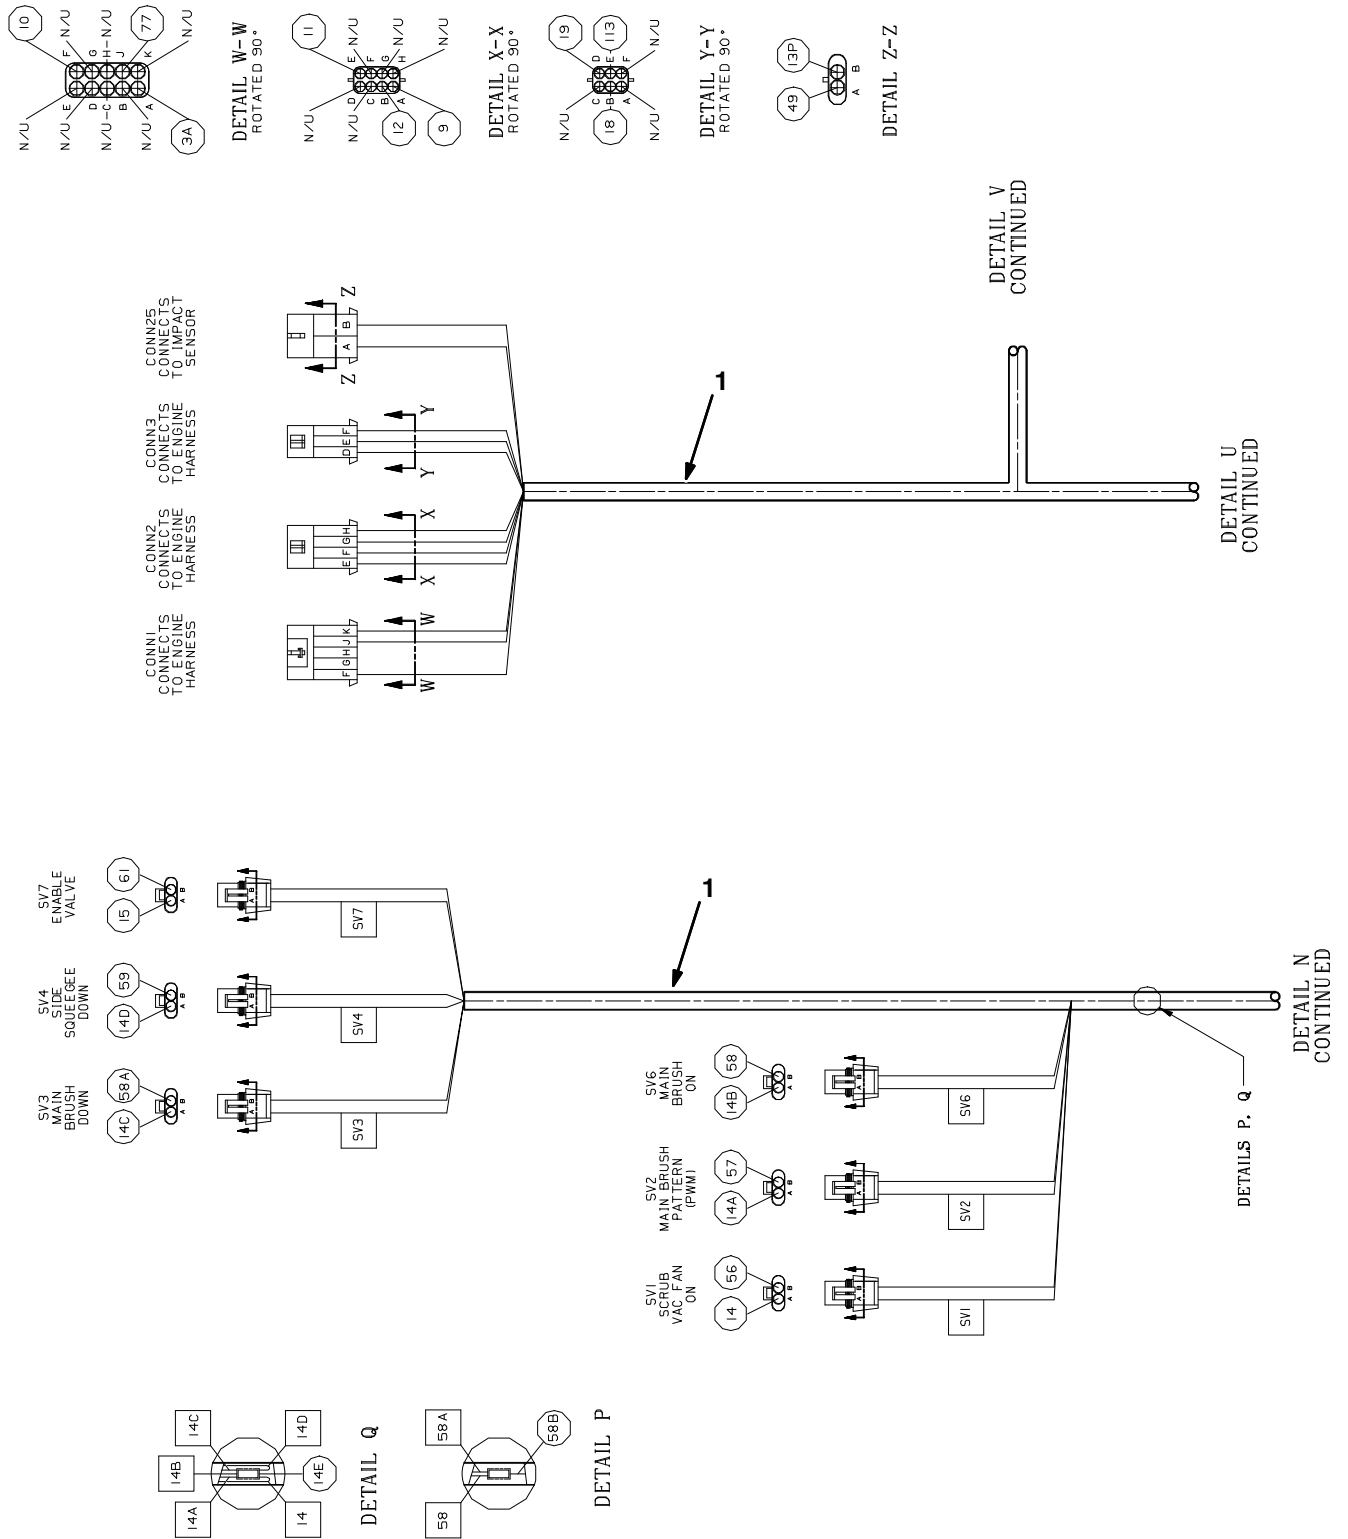 10
N/U
N/U
N/U
77
N/U
F
G
H
J
K
E
D
C
B
A
N/U
N/U
N/U
N/U
3A
DETAIL W-W
ROTATED 90°
11
N/U
N/U
N/U
E
F
G
H
D
C
B
A
N/U
N/U
12
9
DETAIL X-X
ROTATED 90°
19
113
N/U
D
E
F
C
B
A
N/U
18
N/U
DETAIL Y-Y
ROTATED 90°
13P
49
A
B
DETAIL Z-Z
CONN1
CONNECTS
TO ENGINE
HARNESS
F G H J K
W W
CONN2
CONNECTS
TO ENGINE
HARNESS
E F G H
X X
CONN3
CONNECTS
TO ENGINE
HARNESS
D E F
Y Y
CONN25
CONNECTS
TO IMPACT
SENSOR
A B
Z Z
1
DETAIL V
CONTINUED
DETAIL U
CONTINUED
SV3
MAIN
BRUSH
DOWN
14C 58A
A B
A B
SV3
SV4
SIDE
SQUEEGEE
DOWN
14D 59
A B
A B
SV4
SV7
ENABLE
VALVE
15 61
A B
A B
SV7
1
SV1
SCRUB
VAC FAN
ON
14 56
A B
A B
SV1
SV2
MAIN BRUSH
PATTERN
(PWM)
14A 57
A B
A B
SV2
SV6
MAIN
BRUSH
ON
14B 58
A B
A B
SV6
DETAILS P, Q
DETAIL N
CONTINUED
14A 14B 14C
14 14E 14D
DETAIL Q
58 58A
58B
DETAIL P